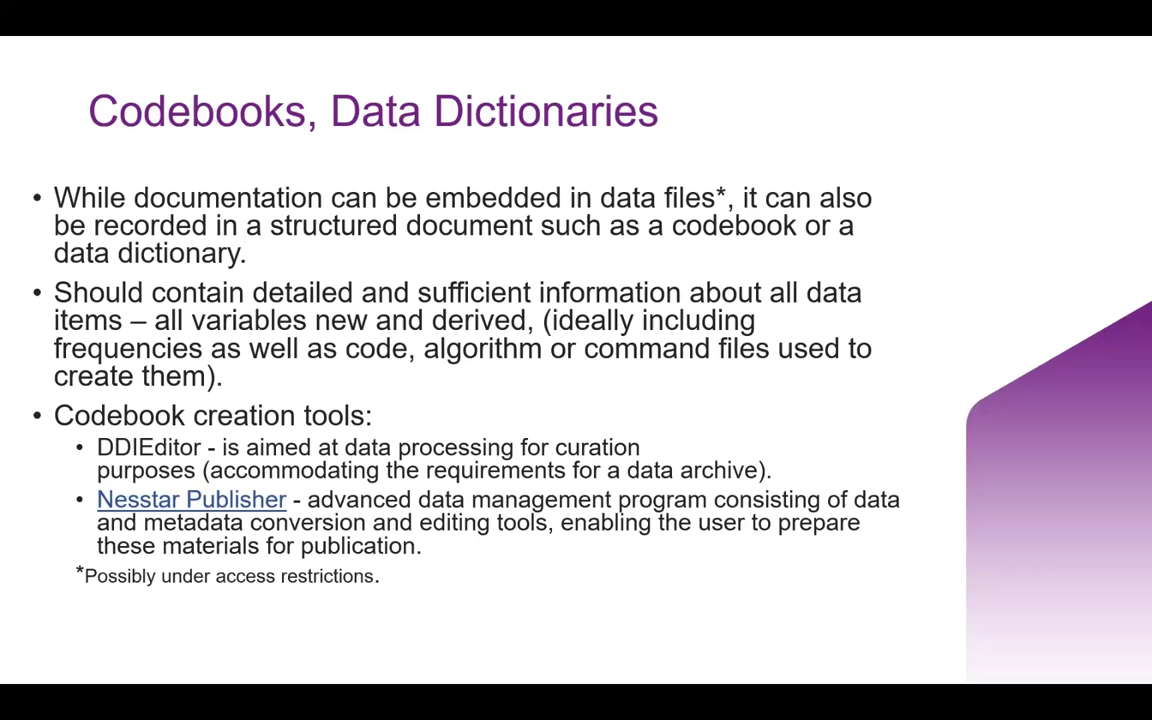 Codebooks, Data Dictionaries
• While documentation can be embedded in data files*, it can also
be recorded in a structured document such as a codebook or a
data dictionary.
• Should contain detailed and sufficient information about all data
items – all variables new and derived, (ideally including
frequencies as well as code, algorithm or command files used to
create them).
• Codebook creation tools:
• DDIEditor - is aimed at data processing for curation
purposes (accommodating the requirements for a data archive).
• Nesstar Publisher - advanced data management program consisting of data
and metadata conversion and editing tools, enabling the user to prepare
these materials for publication.
*Possibly under access restrictions.